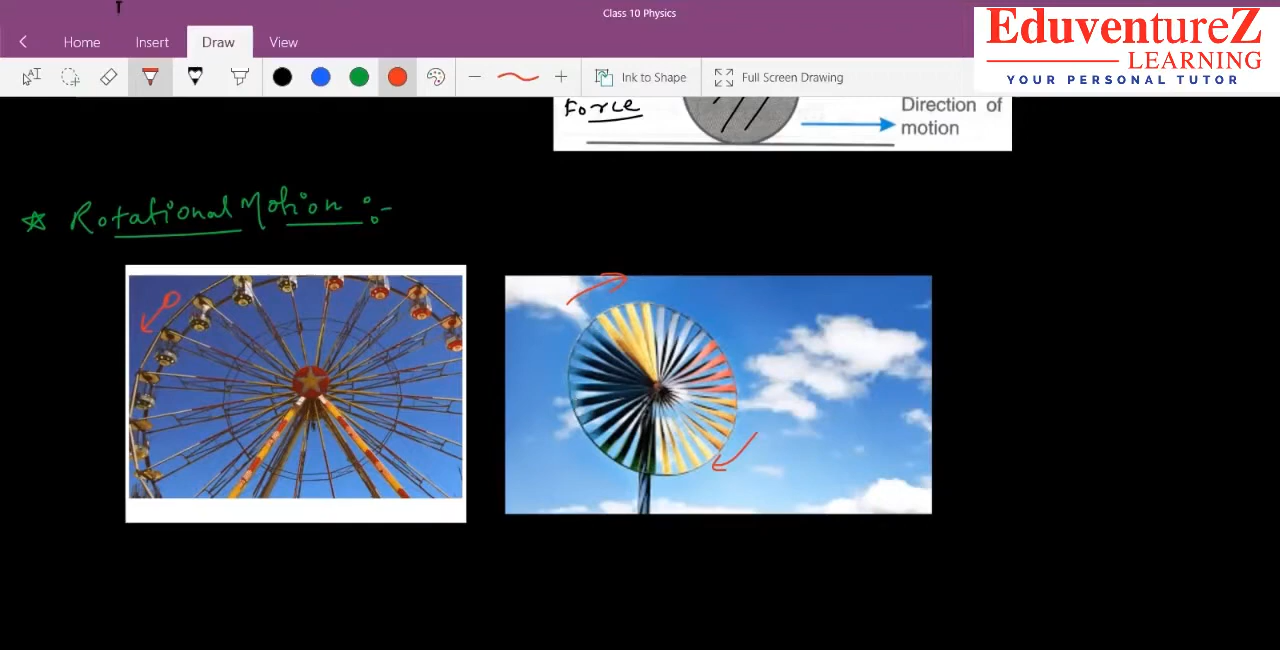 Class 10 Physics
EduventureZ
LEARNING
YOUR PERSONAL TUTOR
Home Insert Draw View
Ink to Shape Full Screen Drawing
Force
Direction of
motion
☆ Rotational Motion :-